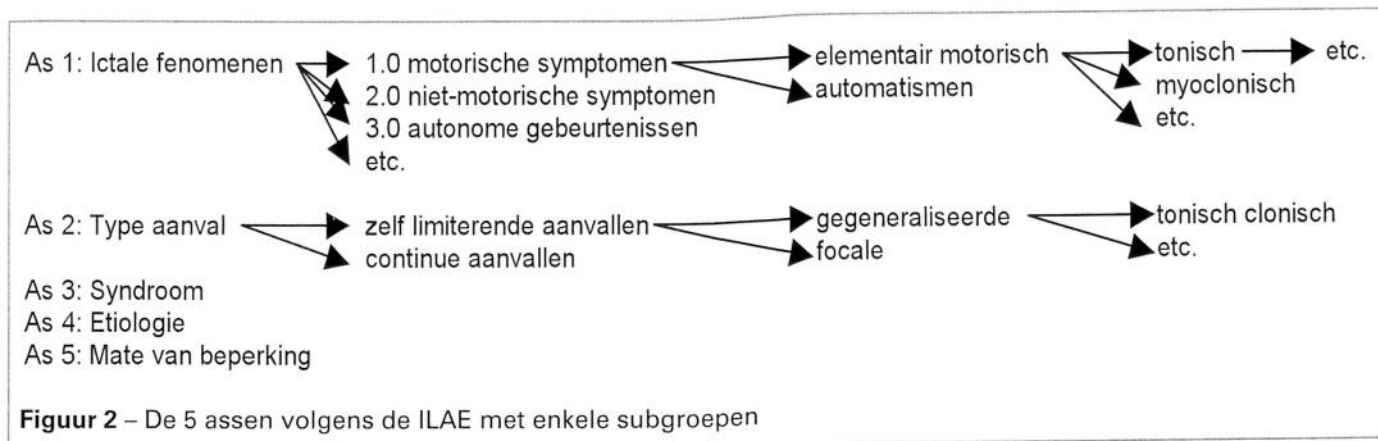 As 1: Ictale fenomenen 1.0 motorische symptomen elementair motorisch tonisch etc.
2.0 niet-motorische symptomen automatismen myoclonisch
3.0 autonome gebeurtenissen etc.
etc.
As 2: Type aanval zelf limiterende aanvallen gegeneraliseerde tonisch clonisch
continue aanvallen focale etc.
As 3: Syndroom
As 4: Etiologie
As 5: Mate van beperking
Figuur 2 – De 5 assen volgens de ILAE met enkele subgroepen